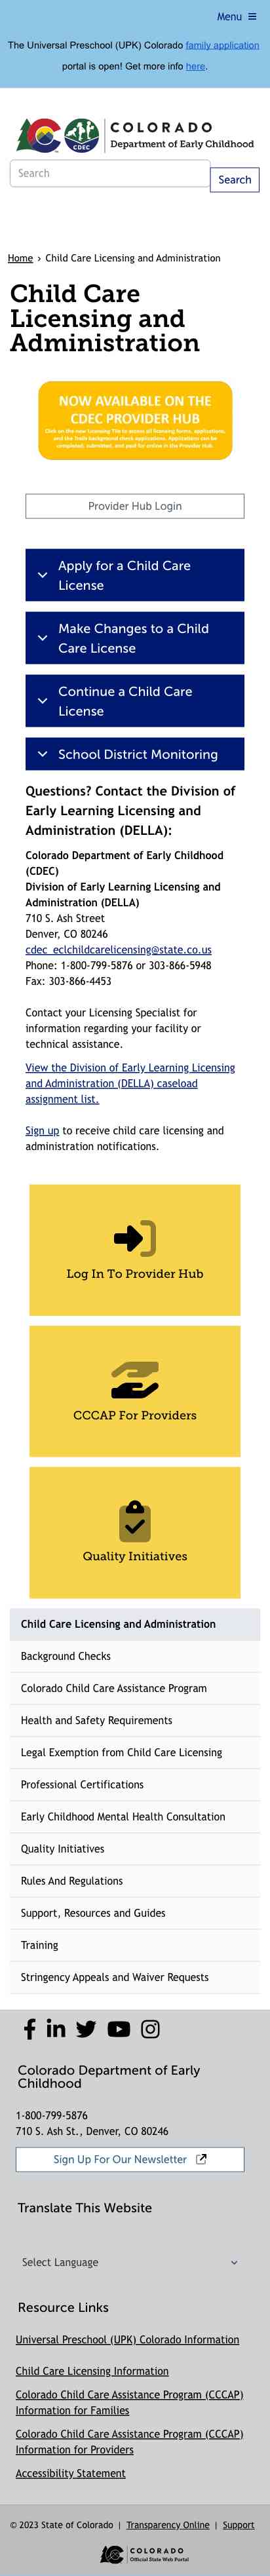 Menu
The Universal Preschool (UPK) Colorado family application
portal is open! Get more info here.
CDEC
COLORADO
Department of Early Childhood
Search
Search
Home › Child Care Licensing and Administration
Child Care
Licensing and
Administration
NOW AVAILABLE ON THE
CDEC PROVIDER HUB
Click on the new Licensing Tile to access all licensing forms, applications,
and the Trails background check applications. Applications can be
completed, submitted, and paid for online in the Provider Hub.
Provider Hub Login
Apply for a Child Care
License
Make Changes to a Child
Care License
Continue a Child Care
License
School District Monitoring
Questions? Contact the Division of
Early Learning Licensing and
Administration (DELLA):
Colorado Department of Early Childhood
(CDEC)
Division of Early Learning Licensing and
Administration (DELLA)
710 S. Ash Street
Denver, CO 80246
cdec_eclchildcarelicensing@state.co.us
Phone: 1-800-799-5876 or 303-866-5948
Fax: 303-866-4453
Contact your Licensing Specialist for
information regarding your facility or
technical assistance.
View the Division of Early Learning Licensing
and Administration (DELLA) caseload
assignment list.
Sign up to receive child care licensing and
administration notifications.
Log In To Provider Hub
CCCAP For Providers
Quality Initiatives
Child Care Licensing and Administration
Background Checks
Colorado Child Care Assistance Program
Health and Safety Requirements
Legal Exemption from Child Care Licensing
Professional Certifications
Early Childhood Mental Health Consultation
Quality Initiatives
Rules And Regulations
Support, Resources and Guides
Training
Stringency Appeals and Waiver Requests
Colorado Department of Early
Childhood
1-800-799-5876
710 S. Ash St., Denver, CO 80246
Sign Up For Our Newsletter
Translate This Website
Select Language
Resource Links
Universal Preschool (UPK) Colorado Information
Child Care Licensing Information
Colorado Child Care Assistance Program (CCCAP)
Information for Families
Colorado Child Care Assistance Program (CCCAP)
Information for Providers
Accessibility Statement
© 2023 State of Colorado | Transparency Online | Support
COLORADO
Official State Web Portal